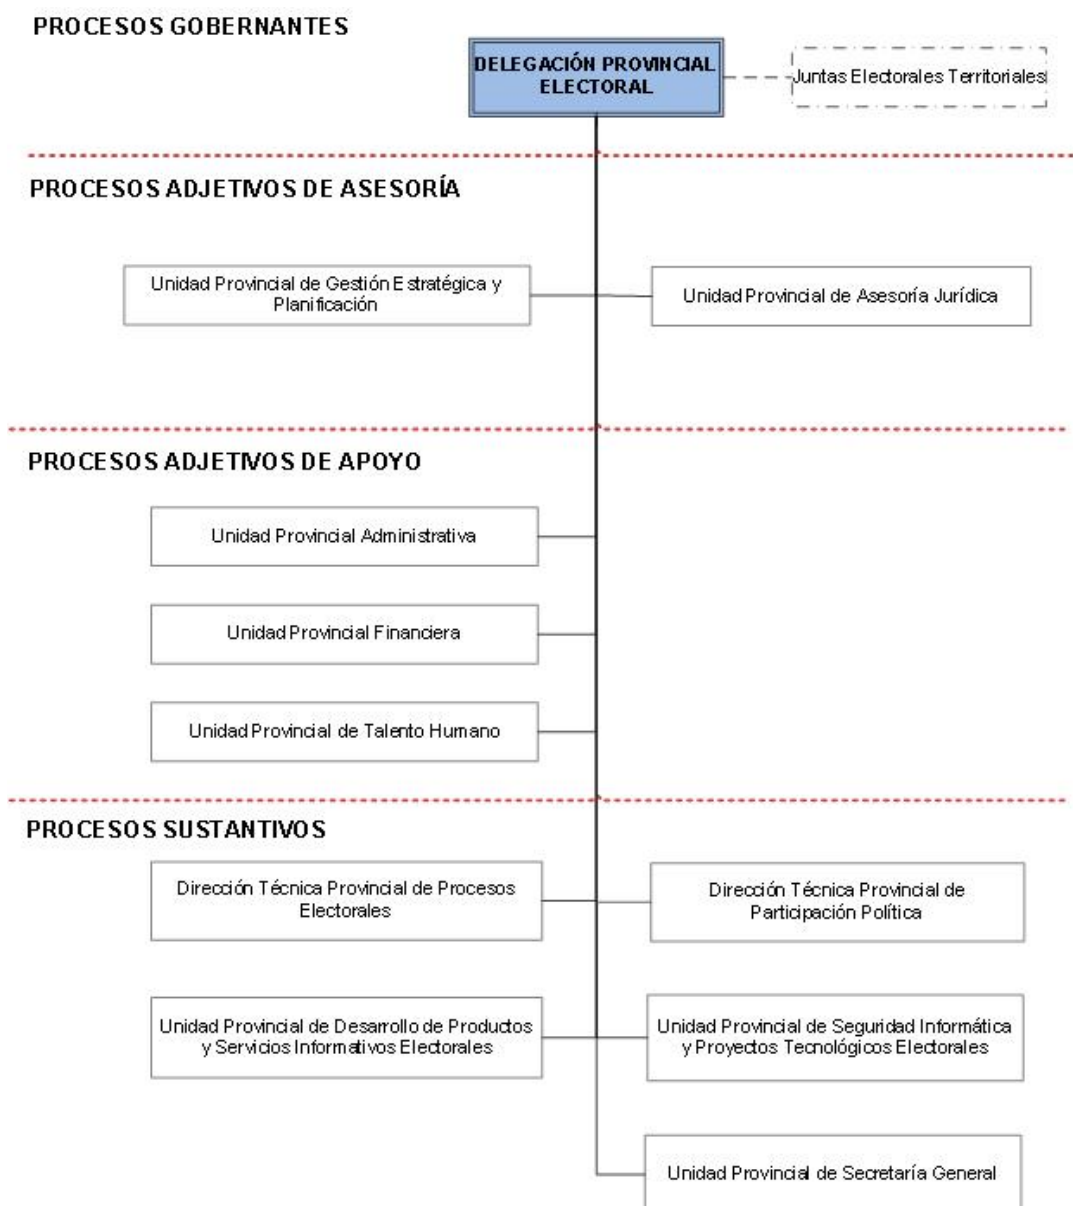 PROCESOS GOBERNANTES
DELEGACIÓN PROVINCIAL
ELECTORAL
Juntas Electorales Territoriales
PROCESOS ADJETIVOS DE ASESORÍA
Unidad Provincial de Gestión Estratégica y
Planificación
Unidad Provincial de Asesoría Jurídica
PROCESOS ADJETIVOS DE APOYO
Unidad Provincial Administrativa
Unidad Provincial Financiera
Unidad Provincial de Talento Humano
PROCESOS SUSTANTIVOS
Dirección Técnica Provincial de Procesos
Electorales
Dirección Técnica Provincial de
Participación Política
Unidad Provincial de Desarrollo de Productos
y Servicios Informativos Electorales
Unidad Provincial de Seguridad Informática
y Proyectos Tecnológicos Electorales
Unidad Provincial de Secretaría General